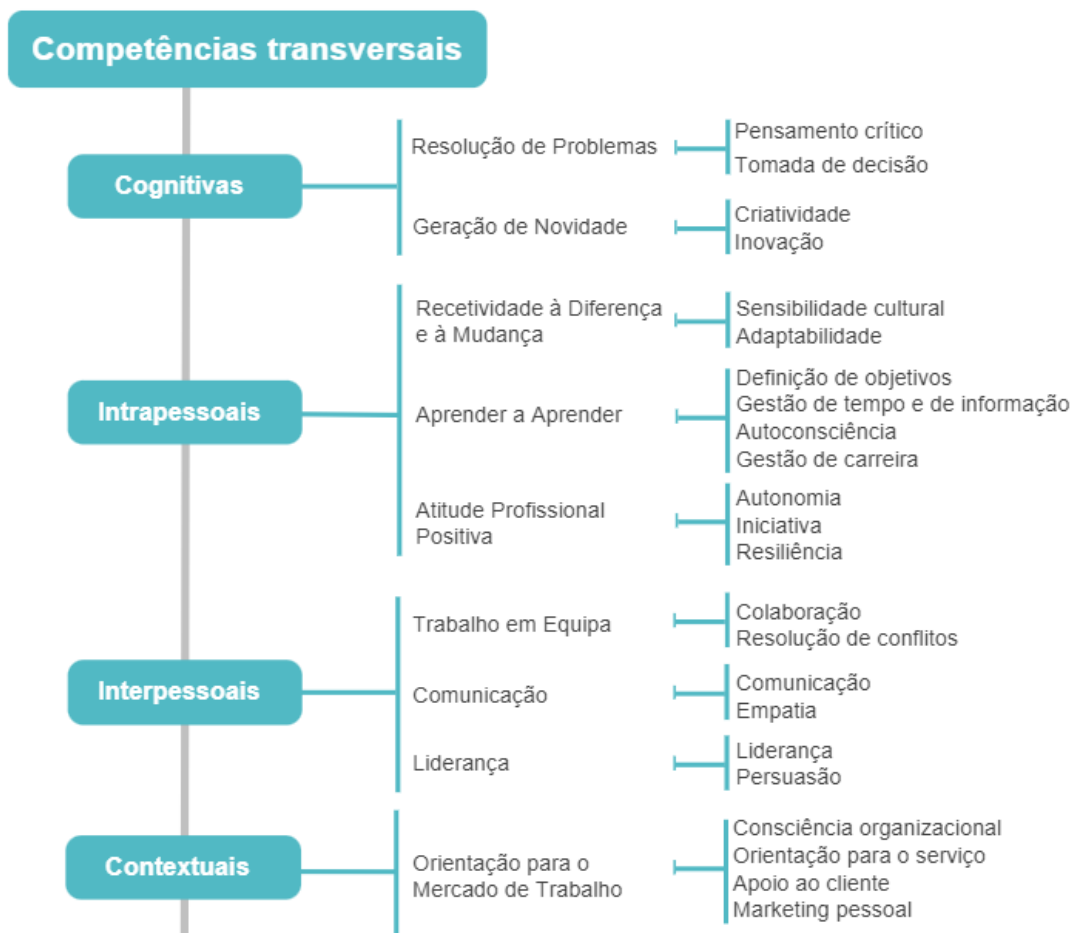 Competências transversais
Cognitivas
Resolução de Problemas
Pensamento crítico
Tomada de decisão
Geração de Novidade
Criatividade
Inovação
Intrapessoais
Recetividade à Diferença
e à Mudança
Sensibilidade cultural
Adaptabilidade
Aprender a Aprender
Definição de objetivos
Gestão de tempo e de informação
Autoconsciência
Gestão de carreira
Atitude Profissional
Positiva
Autonomia
Iniciativa
Resiliência
Interpessoais
Trabalho em Equipa
Colaboração
Resolução de conflitos
Comunicação
Comunicação
Empatia
Liderança
Liderança
Persuasão
Contextuais
Orientação para o
Mercado de Trabalho
Consciência organizacional
Orientação para o serviço
Apoio ao cliente
Marketing pessoal